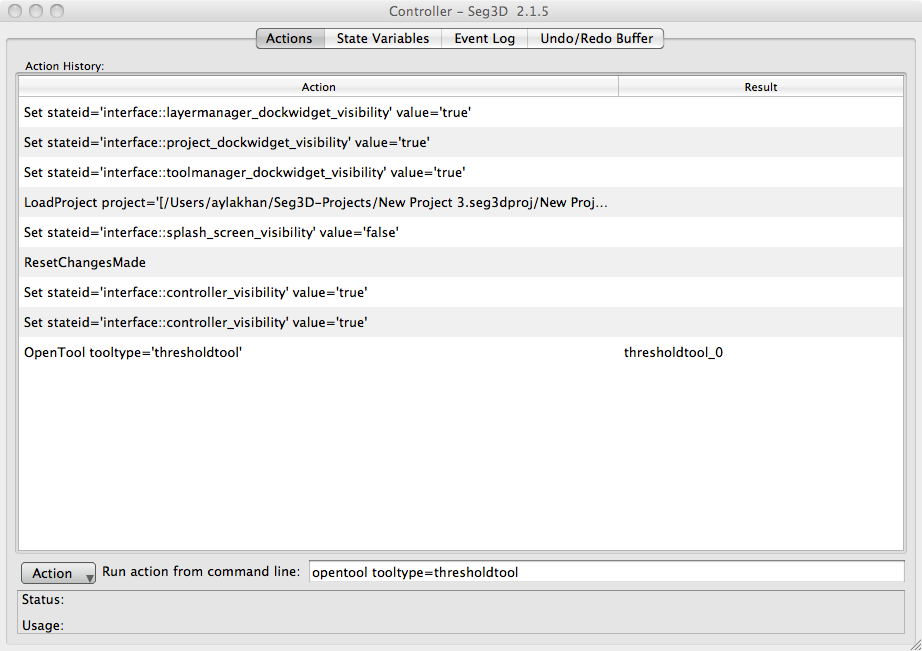 Controller – Seg3D 2.1.5
Actions State Variables Event Log Undo/Redo Buffer
Action History:
Action Result
Set stateid='interface::layermanager_dockwidget_visibility' value='true'
Set stateid='interface::project_dockwidget_visibility' value='true'
Set stateid='interface::toolmanager_dockwidget_visibility' value='true'
LoadProject project='[/Users/aylakhan/Seg3D-Projects/New Project 3.seg3dproj/New Proj...
Set stateid='interface::splash_screen_visibility' value='false'
ResetChangesMade
Set stateid='interface::controller_visibility' value='true'
Set stateid='interface::controller_visibility' value='true'
OpenTool tooltype='thresholdtool' thresholdtool_0
Action Run action from command line: opentool tooltype=thresholdtool
Status:
Usage: